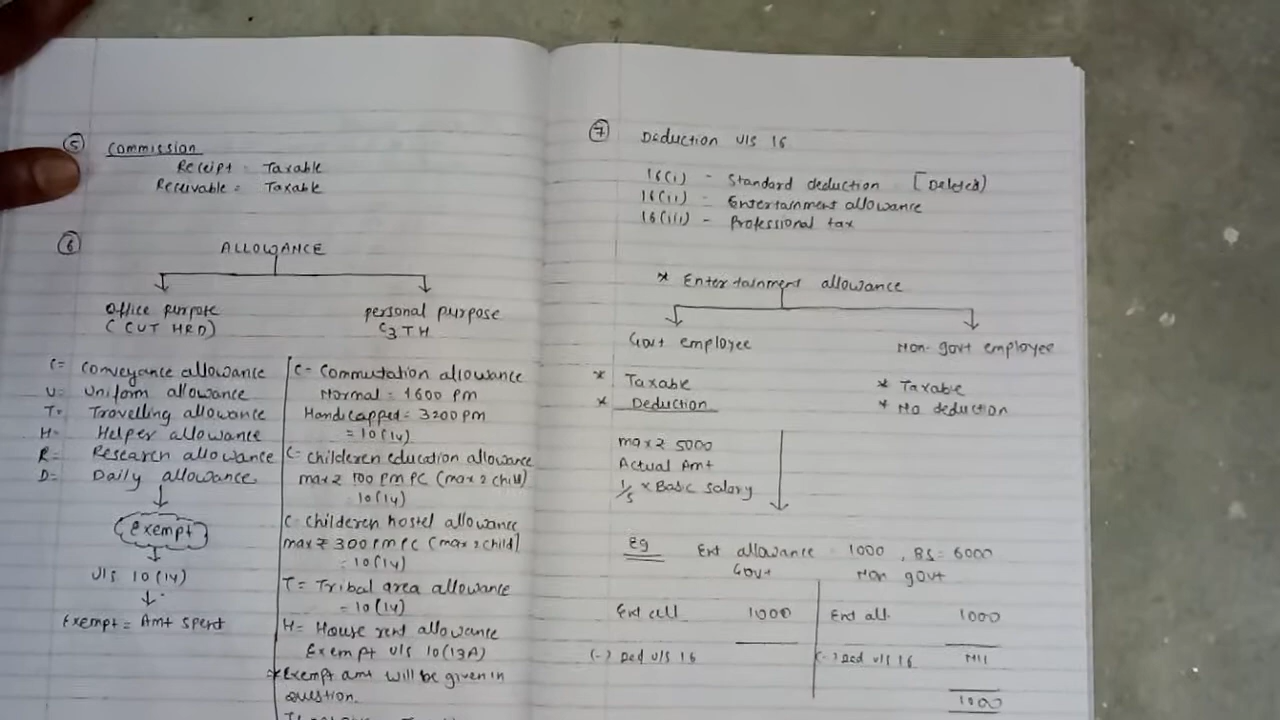 5 Commission
Receipt = Taxable
Receivable = Taxable
6 ALLOWANCE
office purpose
(CUT HRD)
personal purpose
C3TH
C= Conveyance allowance
U= Uniform allowance
T= Travelling allowance
H= Helper allowance
R= Research allowance
D= Daily allowance
exempt
U/s 10(14)
Exempt = Amt spent
C= Commutation allowance
Normal = 1600 pm
Handicapped = 3200 pm
= 10(14)
C= childeren education allowance
max ₹ 100 PM PC (max 2 child)
= 10(14)
C= childeren hostel allowance
max ₹ 300 PM PC (max 2 child)
= 10(14)
T= Tribal area allowance
= 10(14)
H= House rent allowance
Exempt U/s 10(13A)
* Exempt amt will be given in
question.
7 Deduction U/s 16
16(i) - Standard deduction [Deleted]
16(ii) - Entertainment allowance
16(iii) - Professional tax
* Entertainment allowance
Govt employee
Non-govt employee
* Taxable
* Deduction
* Taxable
* No deduction
max ₹ 5000
Actual Amt
1/5 × Basic salary
Eg Ent allowance = 1000, BS = 6000
Govt Non govt
Ent all 1000 Ent all. 1000
(-) Ded U/s 16 (-) Ded U/s 16 Nil
1000